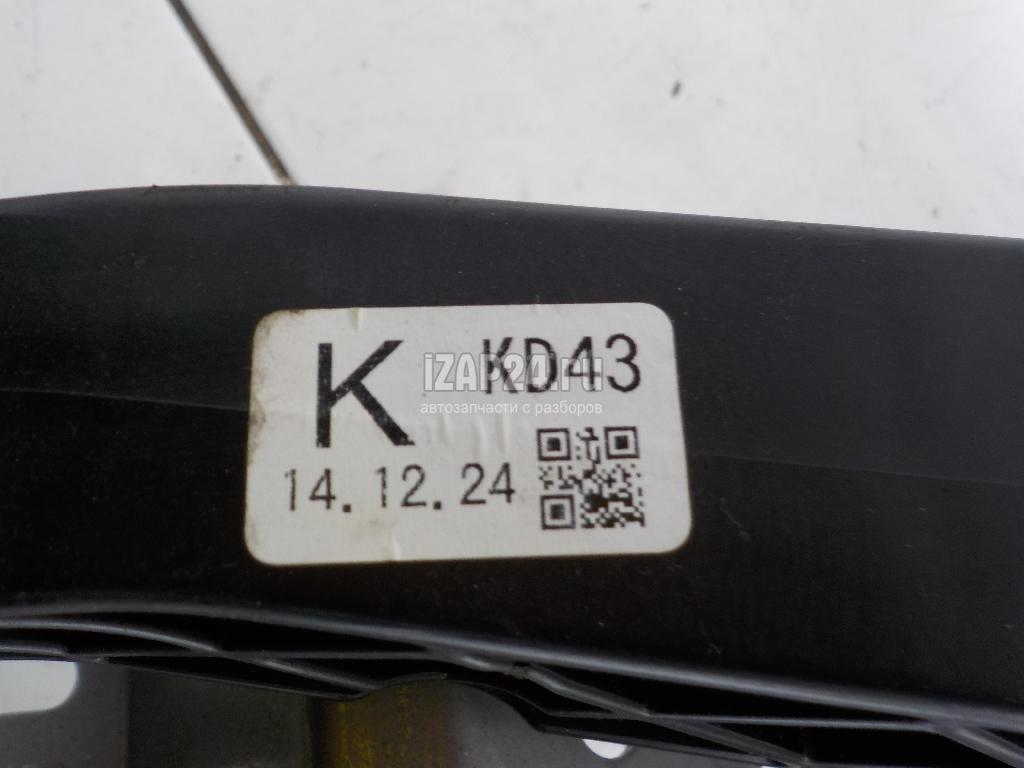 K KD43
iZAP24.ru
автозапчасти с разборов
14.12.24